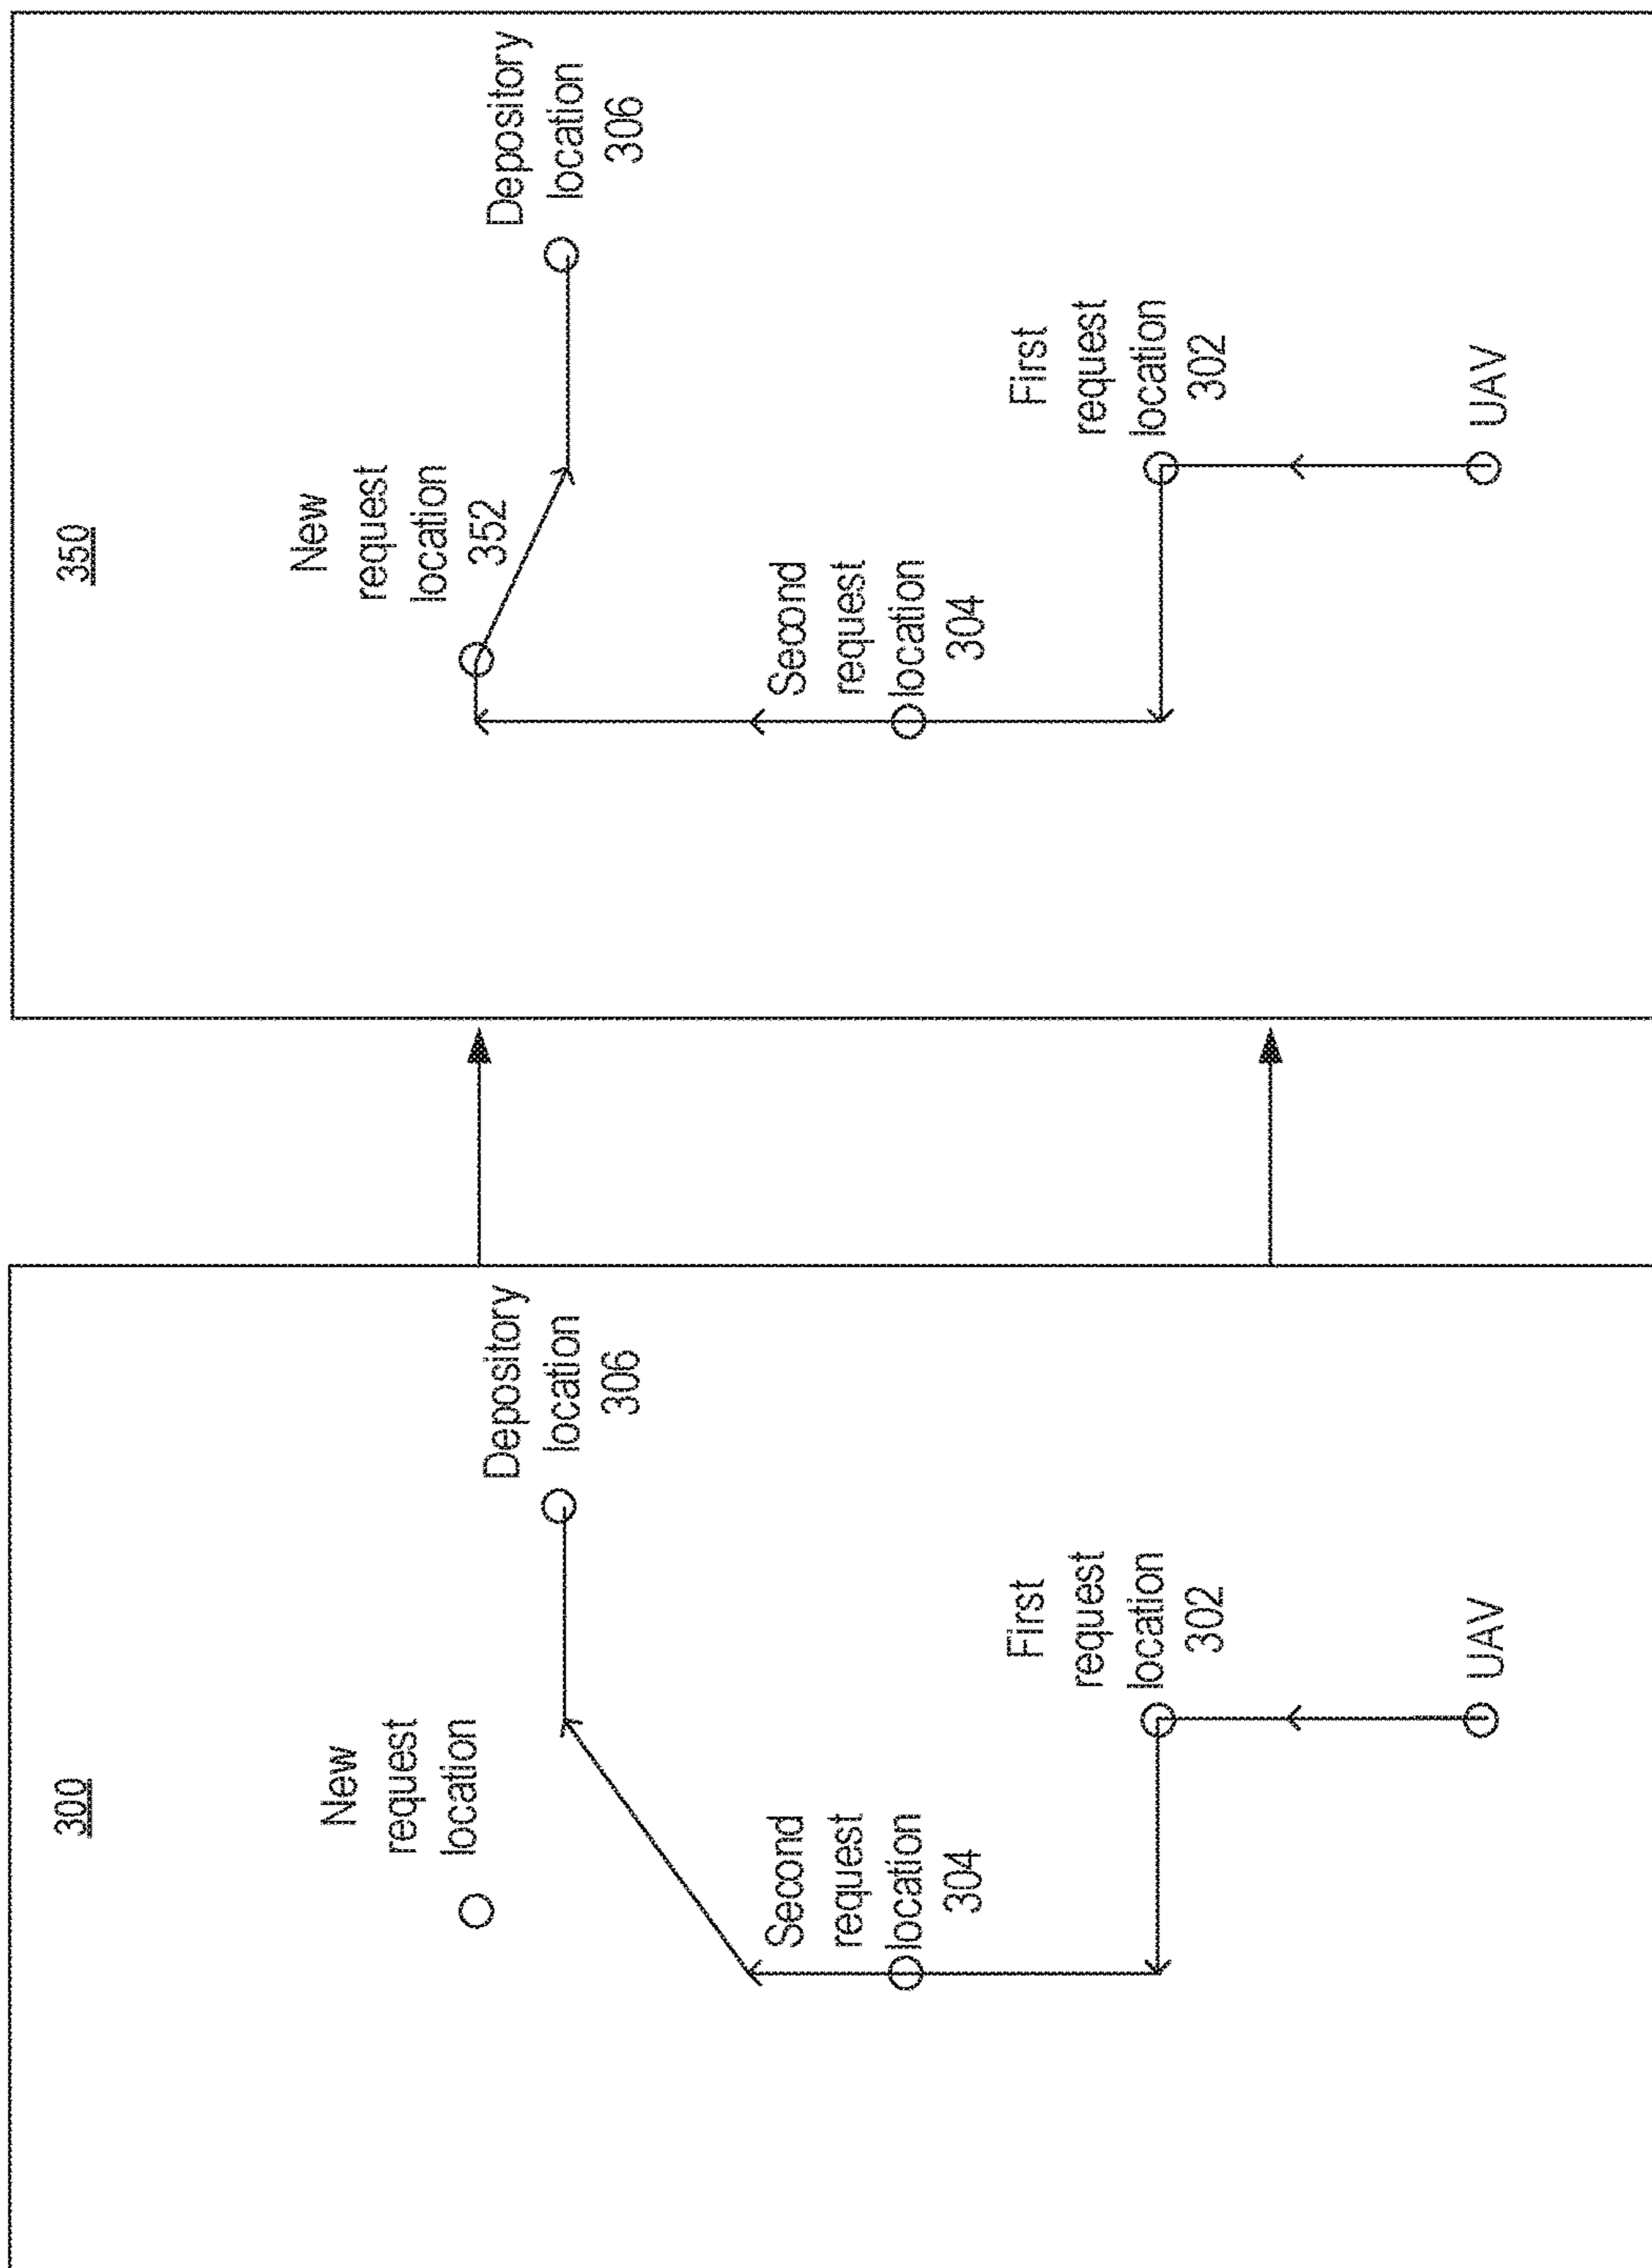 300
New
request
location
Depository
location
306
Second
request
location
304
First
request
location
302
UAV
350
New
request
location
352
Depository
location
306
Second
request
location
304
First
request
location
302
UAV